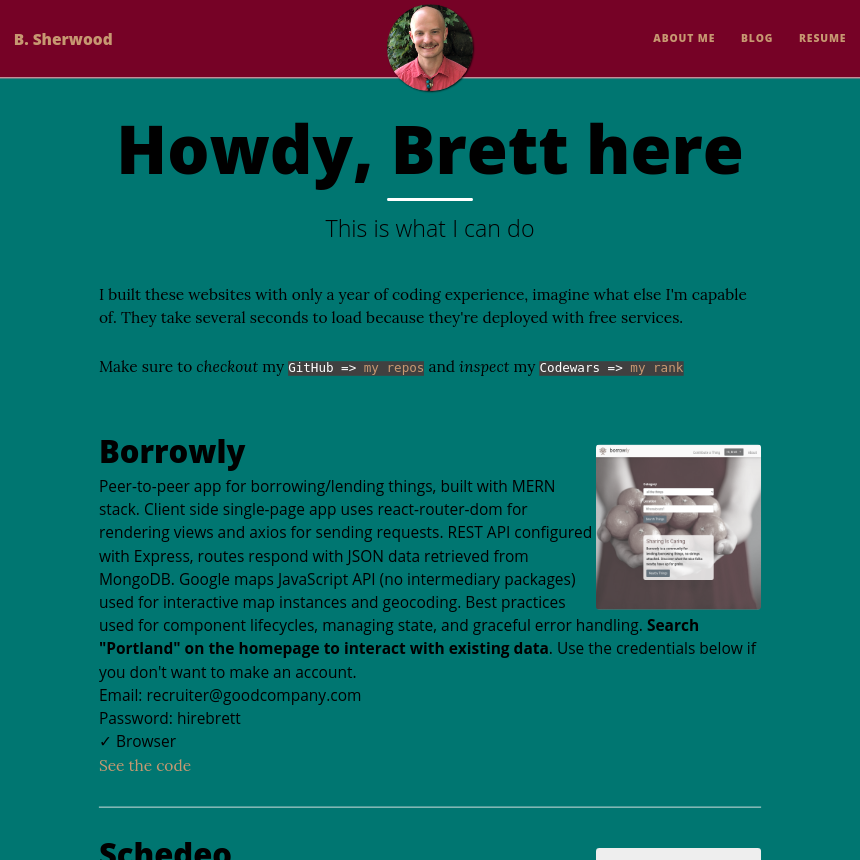 B. Sherwood
ABOUT ME BLOG RESUME
Howdy, Brett here
This is what I can do
I built these websites with only a year of coding experience, imagine what else I'm capable
of. They take several seconds to load because they're deployed with free services.
Make sure to checkout my GitHub => my repos and inspect my Codewars => my rank
Borrowly
Peer-to-peer app for borrowing/lending things, built with MERN
stack. Client side single-page app uses react-router-dom for
rendering views and axios for sending requests. REST API configured
with Express, routes respond with JSON data retrieved from
MongoDB. Google maps JavaScript API (no intermediary packages)
used for interactive map instances and geocoding. Best practices
used for component lifecycles, managing state, and graceful error handling. Search
"Portland" on the homepage to interact with existing data. Use the credentials below if
you don't want to make an account.
Email: recruiter@goodcompany.com
Password: hirebrett
✓ Browser
See the code
borrowly
Sharing Is Caring
Schedeo